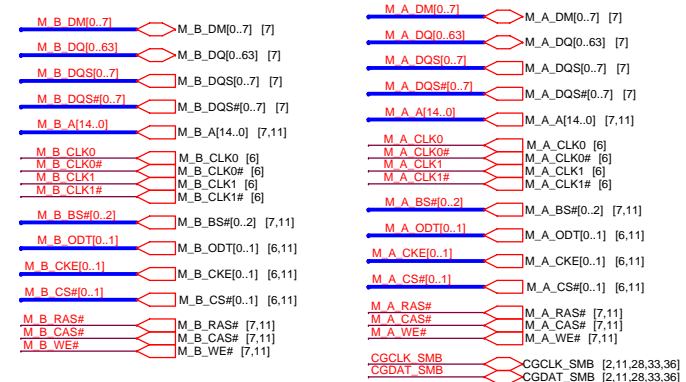 M_B_DM[0..7] M_B_DM[0..7] [7]
M_B_DQ[0..63] M_B_DQ[0..63] [7]
M_B_DQS[0..7] M_B_DQS[0..7] [7]
M_B_DQS#[0..7] M_B_DQS#[0..7] [7]
M_B_A[14..0] M_B_A[14..0] [7,11]
M_B_CLK0 M_B_CLK0 [6]
M_B_CLK0# M_B_CLK0# [6]
M_B_CLK1 M_B_CLK1 [6]
M_B_CLK1# M_B_CLK1# [6]
M_B_BS#[0..2] M_B_BS#[0..2] [7,11]
M_B_ODT[0..1] M_B_ODT[0..1] [6,11]
M_B_CKE[0..1] M_B_CKE[0..1] [6,11]
M_B_CS#[0..1] M_B_CS#[0..1] [6,11]
M_B_RAS# M_B_RAS# [7,11]
M_B_CAS# M_B_CAS# [7,11]
M_B_WE# M_B_WE# [7,11]
M_A_DM[0..7] M_A_DM[0..7] [7]
M_A_DQ[0..63] M_A_DQ[0..63] [7]
M_A_DQS[0..7] M_A_DQS[0..7] [7]
M_A_DQS#[0..7] M_A_DQS#[0..7] [7]
M_A_A[14..0] M_A_A[14..0] [7,11]
M_A_CLK0 M_A_CLK0 [6]
M_A_CLK0# M_A_CLK0# [6]
M_A_CLK1 M_A_CLK1 [6]
M_A_CLK1# M_A_CLK1# [6]
M_A_BS#[0..2] M_A_BS#[0..2] [7,11]
M_A_ODT[0..1] M_A_ODT[0..1] [6,11]
M_A_CKE[0..1] M_A_CKE[0..1] [6,11]
M_A_CS#[0..1] M_A_CS#[0..1] [6,11]
M_A_RAS# M_A_RAS# [7,11]
M_A_CAS# M_A_CAS# [7,11]
M_A_WE# M_A_WE# [7,11]
CGCLK_SMB CGCLK_SMB [2,11,28,33,36]
CGDAT_SMB CGDAT_SMB [2,11,28,33,36]